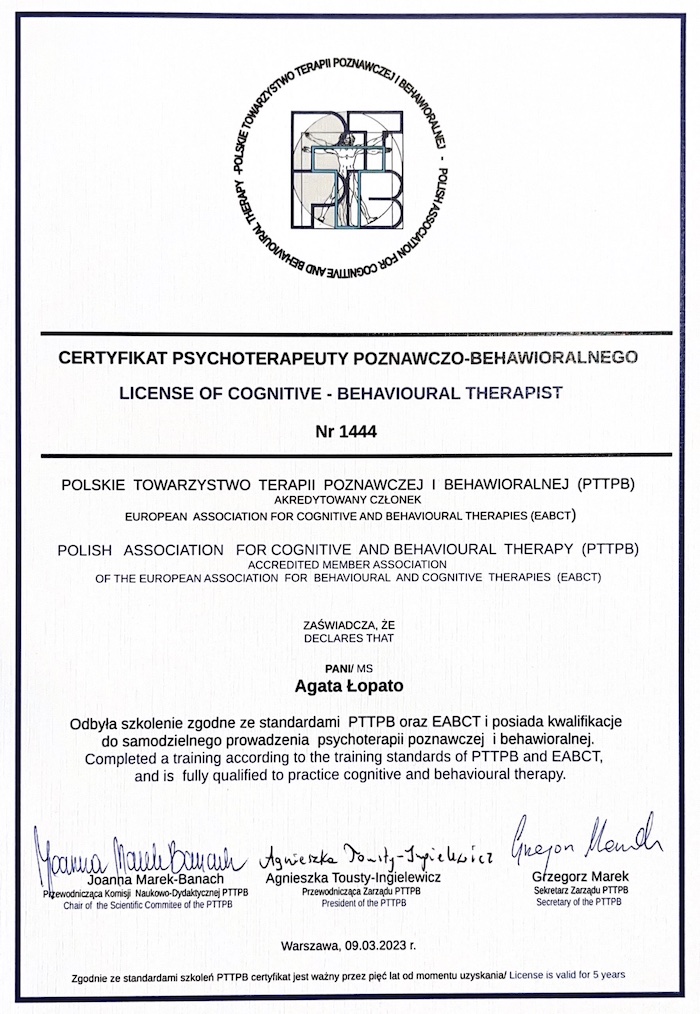 POLSKIE TOWARZYSTWO TERAPII POZNAWCZEJ I BEHAWIORALNEJ - POLISH ASSOCIATION FOR COGNITIVE AND BEHAVIOURAL THERAPY -
PTTPB
CERTYFIKAT PSYCHOTERAPEUTY POZNAWCZO-BEHAWIORALNEGO
LICENSE OF COGNITIVE - BEHAVIOURAL THERAPIST
Nr 1444
POLSKIE TOWARZYSTWO TERAPII POZNAWCZEJ I BEHAWIORALNEJ (PTTPB)
AKREDYTOWANY CZŁONEK
EUROPEAN ASSOCIATION FOR COGNITIVE AND BEHAVIOURAL THERAPIES (EABCT)
POLISH ASSOCIATION FOR COGNITIVE AND BEHAVIOURAL THERAPY (PTTPB)
ACCREDITED MEMBER ASSOCIATION
OF THE EUROPEAN ASSOCIATION FOR BEHAVIOURAL AND COGNITIVE THERAPIES (EABCT)
ZAŚWIADCZA, ŻE
DECLARES THAT
PANI/ MS
Agata Łopato
Odbyła szkolenie zgodne ze standardami PTTPB oraz EABCT i posiada kwalifikacje
do samodzielnego prowadzenia psychoterapii poznawczej i behawioralnej.
Completed a training according to the training standards of PTTPB and EABCT,
and is fully qualified to practice cognitive and behavioural therapy.
Joanna Marek-Banach Agnieszka Tousty-Ingielewicz Grzegorz Marek
Joanna Marek-Banach Agnieszka Tousty-Ingielewicz Grzegorz Marek
Przewodnicząca Komisji Naukowo-Dydaktycznej PTTPB Przewodnicząca Zarządu PTTPB Sekretarz Zarządu PTTPB
Chair of the Scientific Commitee of the PTTPB President of the PTTPB Secretary of the PTTPB
Warszawa, 09.03.2023 r.
Zgodnie ze standardami szkoleń PTTPB certyfikat jest ważny przez pięć lat od momentu uzyskania/ License is valid for 5 years